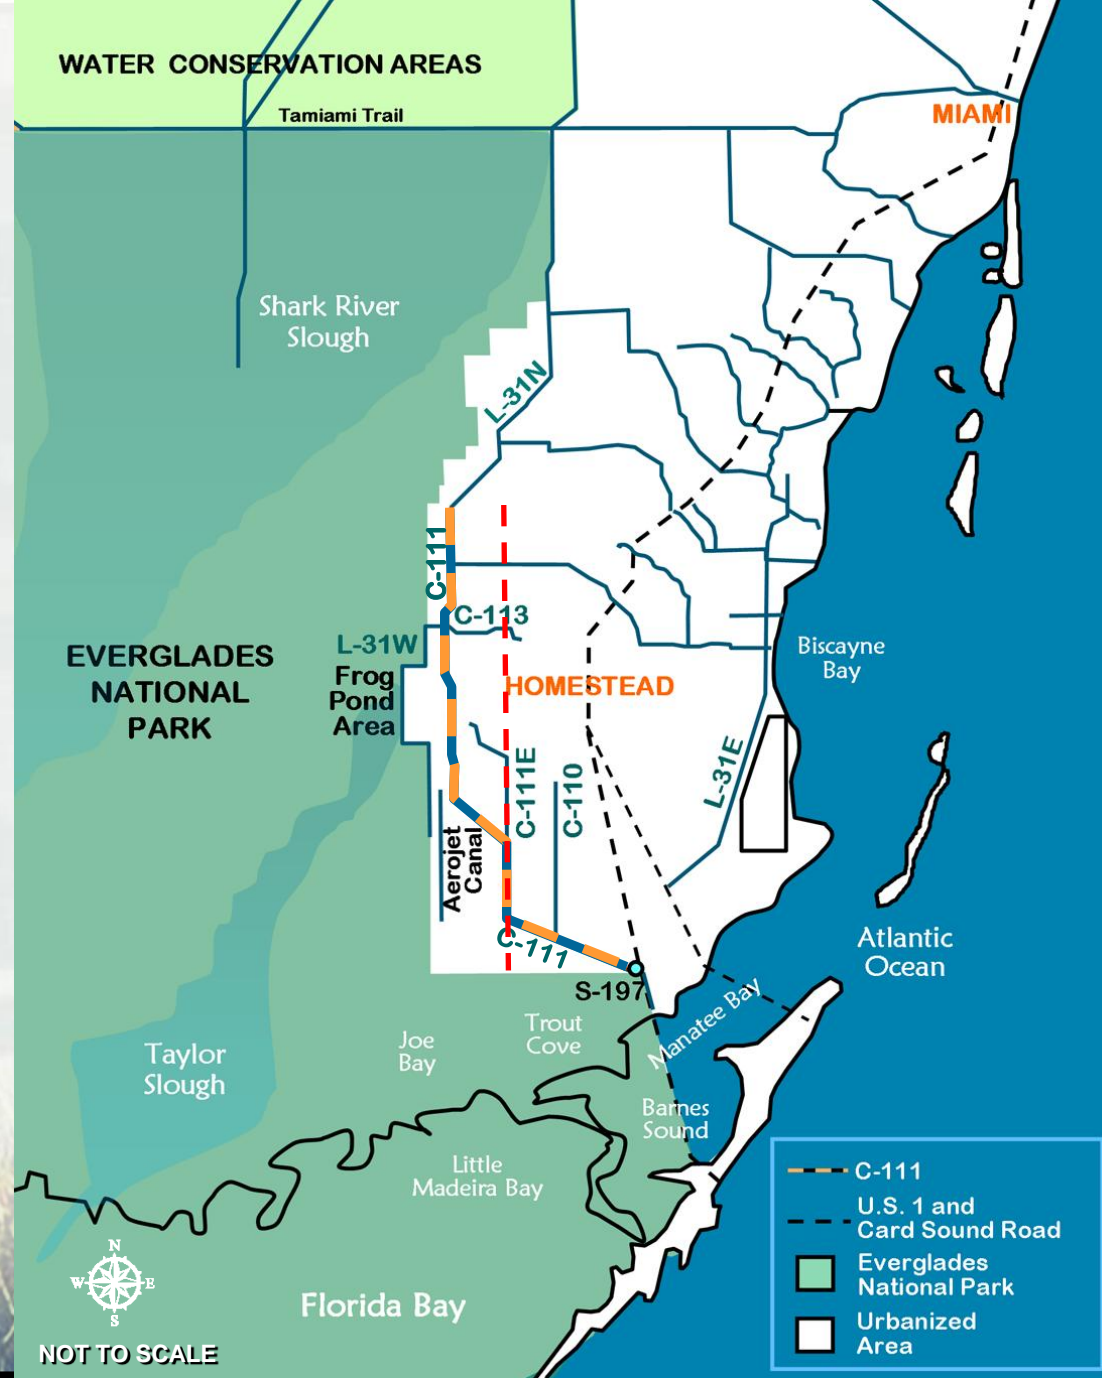 WATER CONSERVATION AREAS
Tamiami Trail
MIAMI
Shark River
Slough
L-31N
C-111
C-113
L-31W
EVERGLADES
NATIONAL
PARK
Frog
Pond
Area
HOMESTEAD
Biscayne
Bay
L-31E
C-111E
C-110
Aerojet
Canal
C-111
S-197
Atlantic
Ocean
Manatee Bay
Trout
Cove
Joe
Bay
Taylor
Slough
Barnes
Sound
Little
Madeira Bay
Florida Bay
N
W E
S
NOT TO SCALE
C-111
U.S. 1 and
Card Sound Road
Everglades
National Park
Urbanized
Area